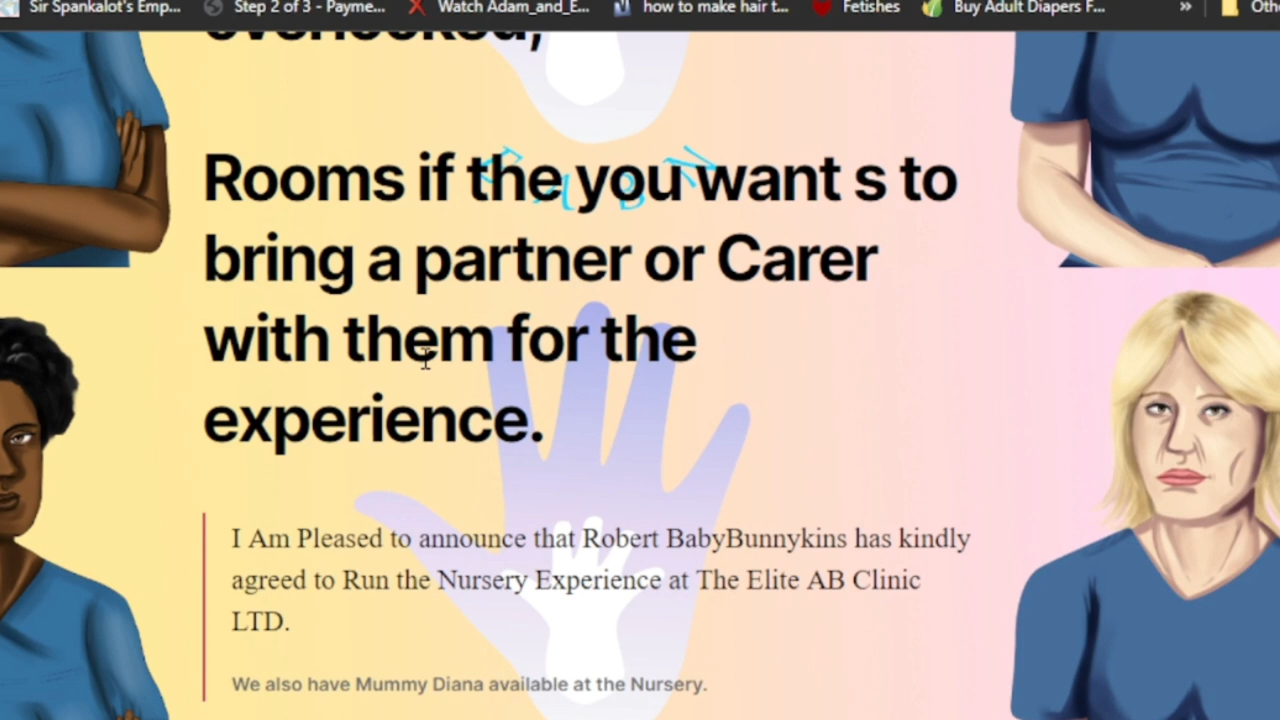 Sir Spankalot's Emp... Step 2 of 3 - Payme... Watch Adam_and_E... how to make hair t... Fetishes Buy Adult Diapers F... » Oth
overlooked,
Rooms if the you want s to
bring a partner or Carer
with them for the
experience.
I Am Pleased to announce that Robert BabyBunnykins has kindly
agreed to Run the Nursery Experience at The Elite AB Clinic
LTD.
We also have Mummy Diana available at the Nursery.